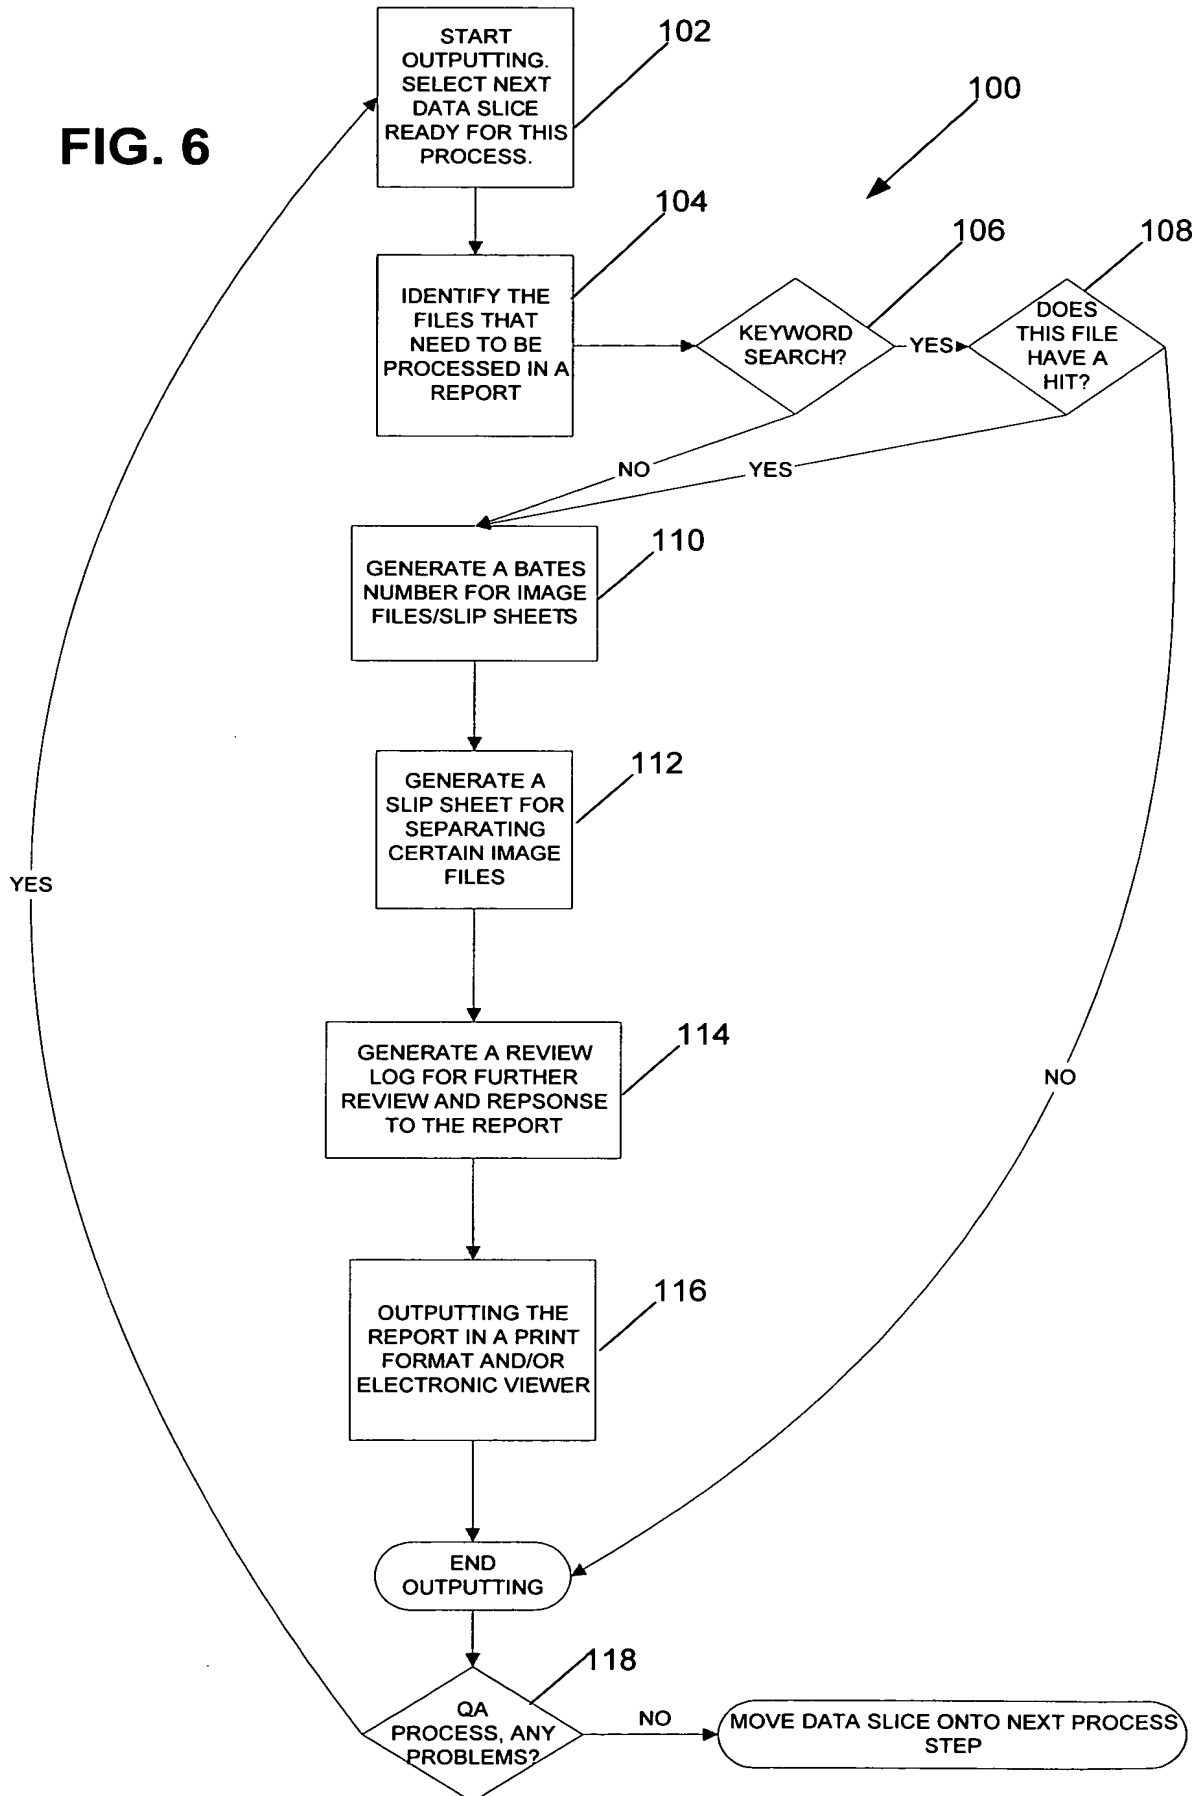 FIG. 6
START
OUTPUTTING.
SELECT NEXT
DATA SLICE
READY FOR THIS
PROCESS.
102
100
IDENTIFY THE
FILES THAT
NEED TO BE
PROCESSED IN A
REPORT
104
KEYWORD
SEARCH?
106
YES
DOES
THIS FILE
HAVE A
HIT?
108
NO
YES
GENERATE A BATES
NUMBER FOR IMAGE
FILES/SLIP SHEETS
110
GENERATE A
SLIP SHEET FOR
SEPARATING
CERTAIN IMAGE
FILES
112
YES
GENERATE A REVIEW
LOG FOR FURTHER
REVIEW AND REPSONSE
TO THE REPORT
114
NO
OUTPUTTING THE
REPORT IN A PRINT
FORMAT AND/OR
ELECTRONIC VIEWER
116
END
OUTPUTTING
QA
PROCESS, ANY
PROBLEMS?
118
NO
MOVE DATA SLICE ONTO NEXT PROCESS
STEP